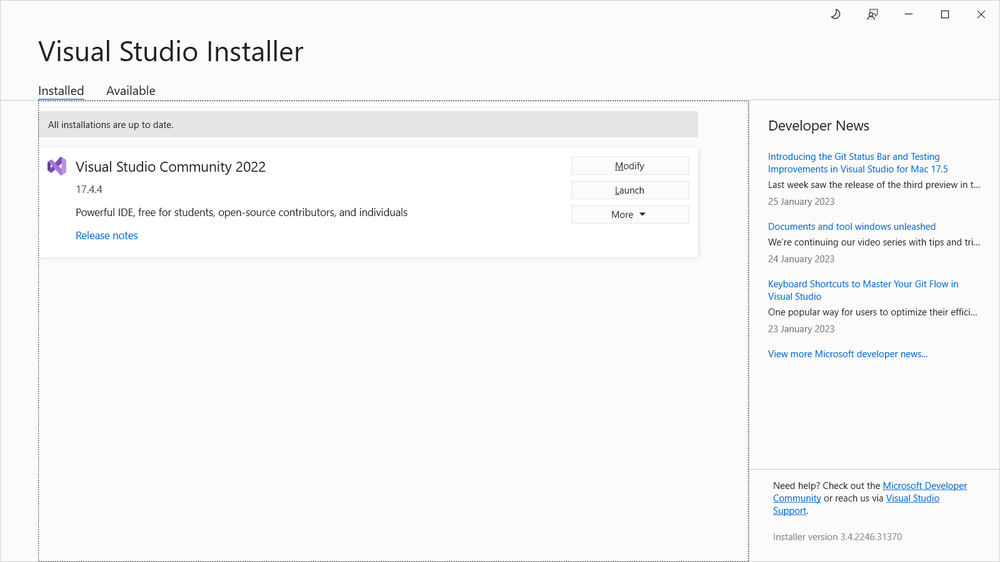 Visual Studio Installer
Installed
Available
All installations are up to date.
Visual Studio Community 2022
17.4.4
Powerful IDE, free for students, open-source contributors, and individuals
Release notes
Modify
Launch
More
Developer News
Introducing the Git Status Bar and Testing
Improvements in Visual Studio for Mac 17.5
Last week saw the release of the third preview in t...
25 January 2023
Documents and tool windows unleashed
We're continuing our video series with tips and tri...
24 January 2023
Keyboard Shortcuts to Master Your Git Flow in
Visual Studio
One popular way for users to optimize their effici...
23 January 2023
View more Microsoft developer news...
Need help? Check out the Microsoft Developer
Community or reach us via Visual Studio
Support.
Installer version 3.4.2246.31370